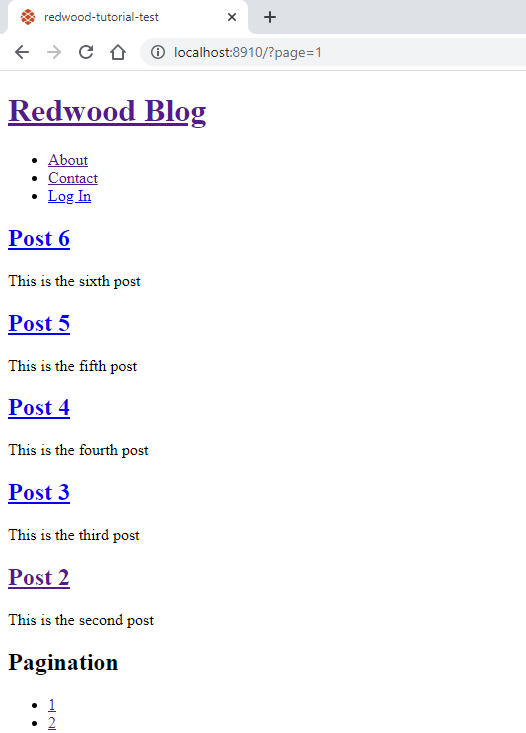 redwood-tutorial-test
localhost:8910/?page=1
Redwood Blog
About
Contact
Log In
Post 6
This is the sixth post
Post 5
This is the fifth post
Post 4
This is the fourth post
Post 3
This is the third post
Post 2
This is the second post
Pagination
1
2